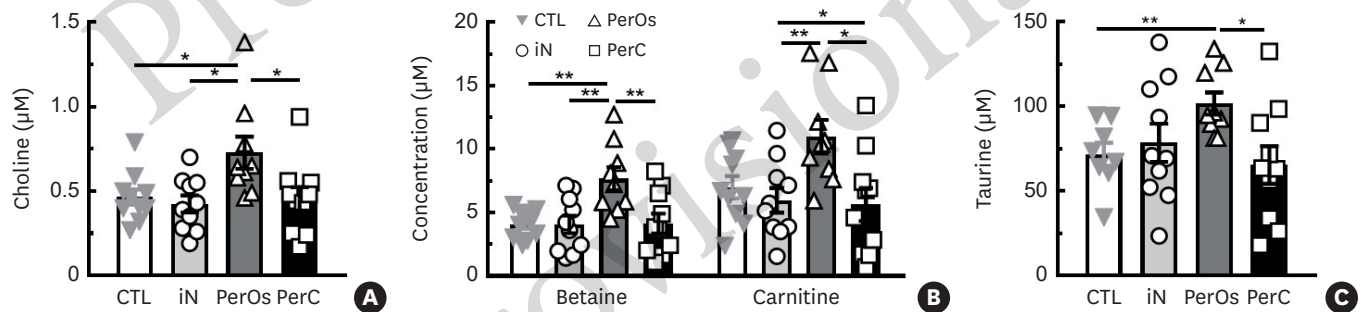 1.5
1.0
0.5
0
Choline (µM)
*
*
*
CTL
iN
PerOs
PerC
A
20
15
10
5
0
Concentration (µM)
CTL
PerOs
iN
PerC
**
**
**
*
**
*
Betaine
Carnitine
B
150
100
50
0
Taurine (µM)
**
*
CTL
iN
PerOs
PerC
C